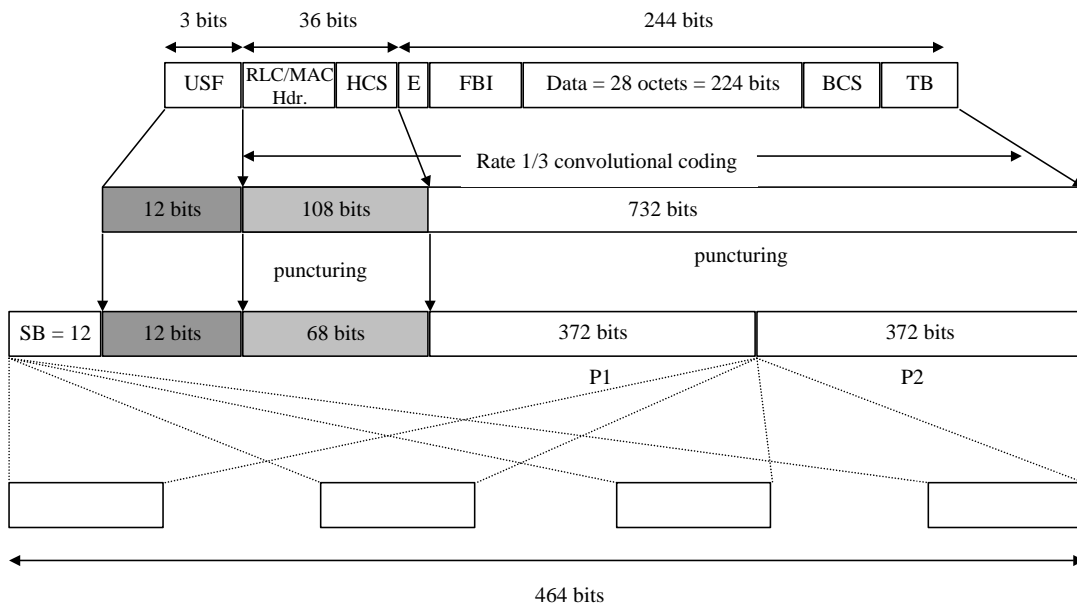 3 bits
36 bits
244 bits
USF
RLC/MAC
Hdr.
HCS
E
FBI
Data = 28 octets = 224 bits
BCS
TB
Rate 1/3 convolutional coding
12 bits
108 bits
732 bits
puncturing
puncturing
SB = 12
12 bits
68 bits
372 bits
372 bits
P1
P2
464 bits